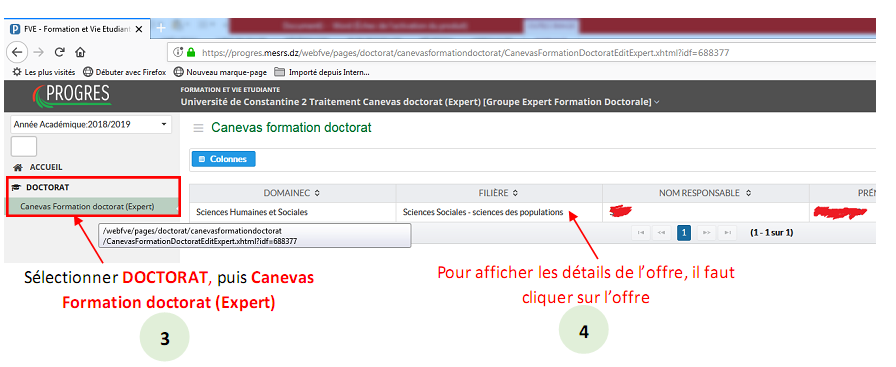 FVE - Formation et Vie Etudiant
https://progres.mesrs.dz/webfve/pages/doctorat/canevasformationdoctorat/CanevasFormationDoctoratEditExpert.xhtml?idf=688377
Les plus visités Débuter avec Firefox Nouveau marque-page Importé depuis Intern...
PROGRES
FORMATION ET VIE ETUDIANTE
Université de Constantine 2 Traitement Canevas doctorat (Expert) [Groupe Expert Formation Doctorale]
Année Académique:2018/2019
Canevas formation doctorat
Colonnes
ACCUEIL
DOCTORAT
Canevas Formation doctorat (Expert)
DOMAINEC FILIÈRE NOM RESPONSABLE PRÉN
Sciences Humaines et Sociales Sciences Sociales - sciences des populations
/webfve/pages/doctorat/canevasformationdoctorat
/CanevasFormationDoctoratEditExpert.xhtml?idf=688377
1 (1 - 1 sur 1)
Sélectionner DOCTORAT, puis Canevas
Formation doctorat (Expert)
3
Pour afficher les détails de l'offre, il faut
cliquer sur l'offre
4